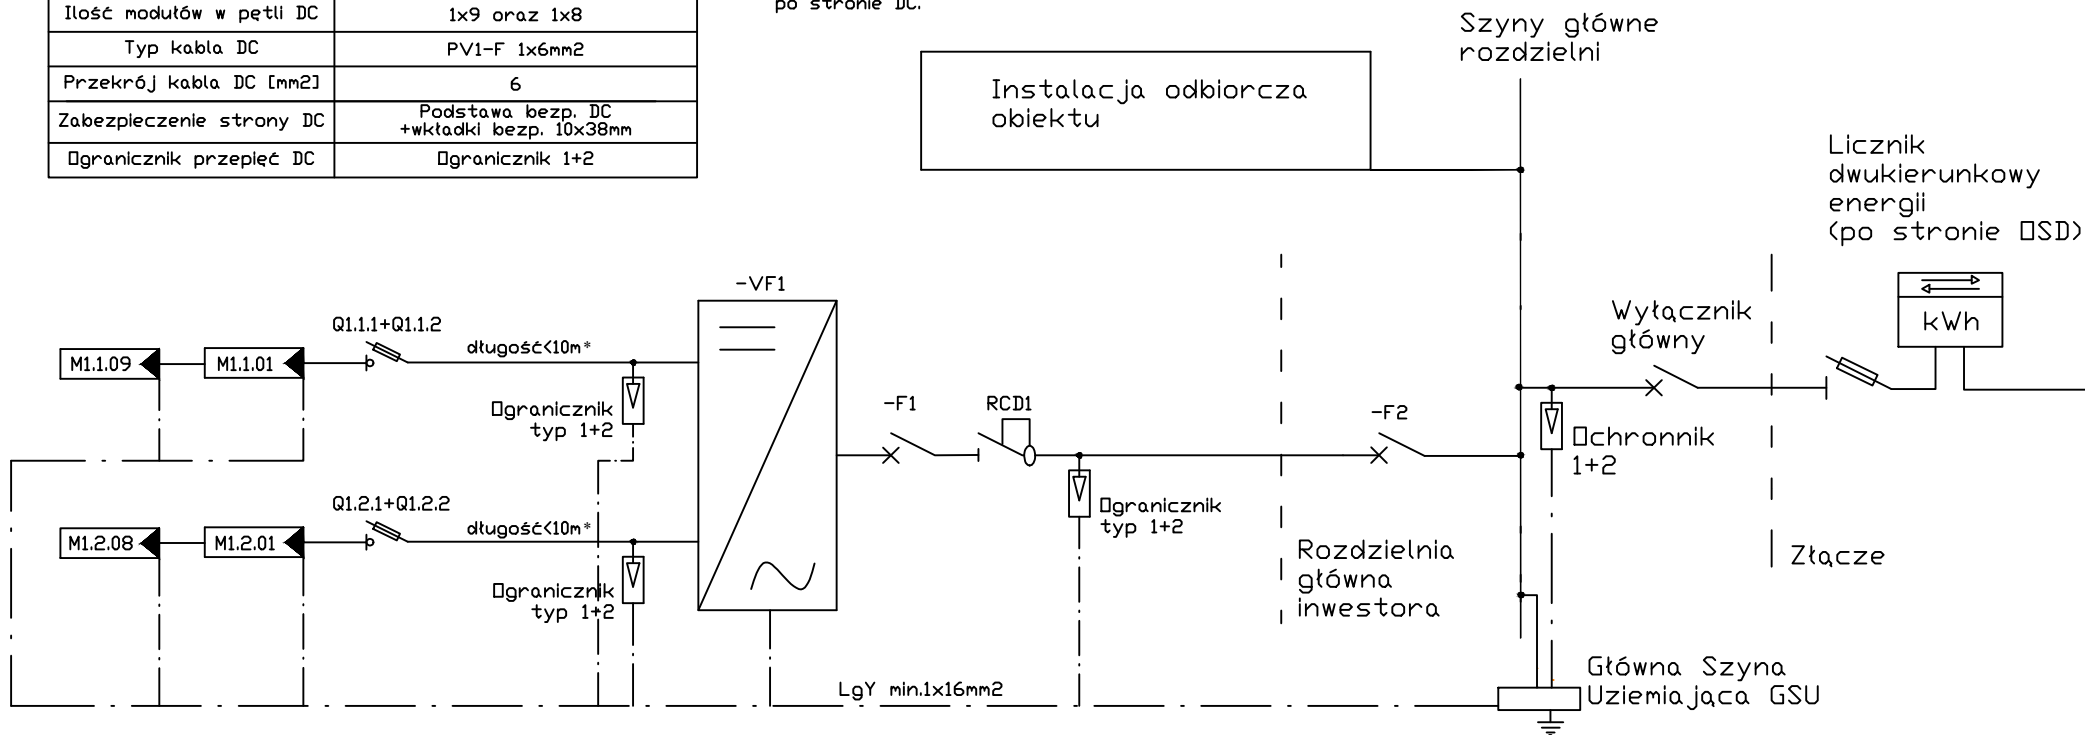 Ilość modułów w pętli DC 1x9 oraz 1x8
Typ kabla DC PV1-F 1x6mm2
Przekrój kabla DC [mm2] 6
Zabezpieczenie strony DC Podstawa bezp. DC
+wkładki bezp. 10x38mm
Ogranicznik przepięć DC Ogranicznik 1+2
po stronie DC.
Szyny główne
rozdzielni
Instalacja odbiorcza
obiektu
Licznik
dwukierunkowy
energii
(po stronie OSD)
kWh
Wyłącznik
główny
-VF1
Q1.1.1+Q1.1.2
długość<10m*
M1.1.09
M1.1.01
Ogranicznik
typ 1+2
-F1
RCD1
-F2
Ochronnik
1+2
Q1.2.1+Q1.2.2
długość<10m*
M1.2.08
M1.2.01
Ogranicznik
typ 1+2
Ogranicznik
typ 1+2
Rozdzielnia
główna
inwestora
Złącze
LgY min.1x16mm2
Główna Szyna
Uziemiająca GSU